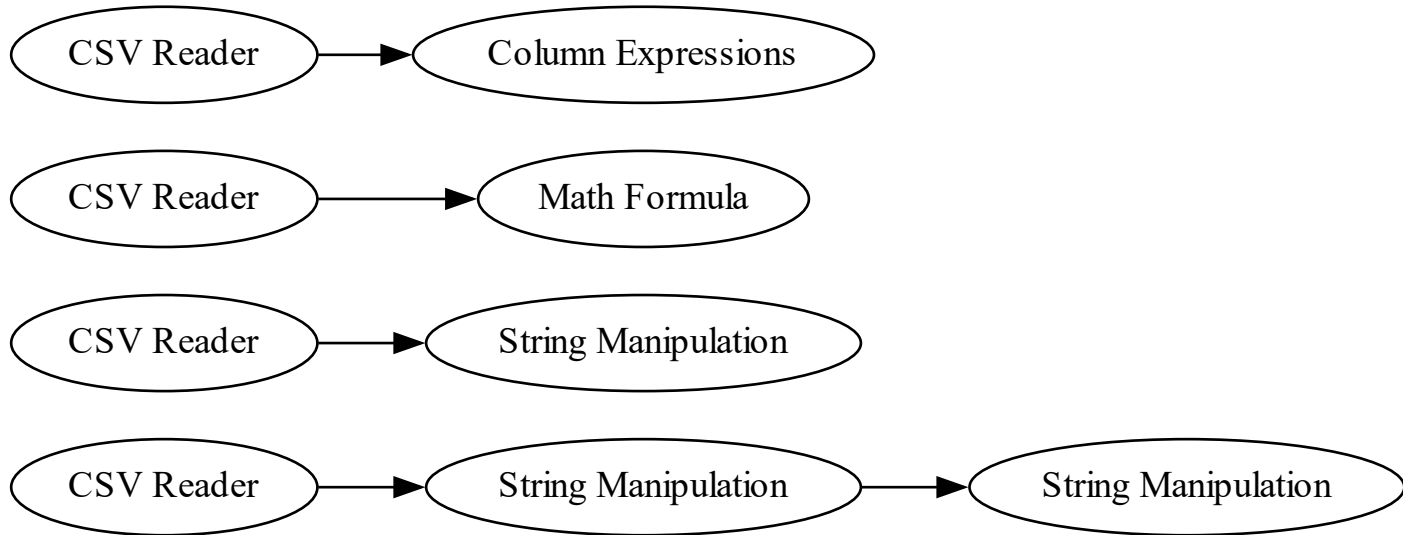 CSV Reader
Column Expressions
CSV Reader
Math Formula
CSV Reader
String Manipulation
CSV Reader
String Manipulation
String Manipulation